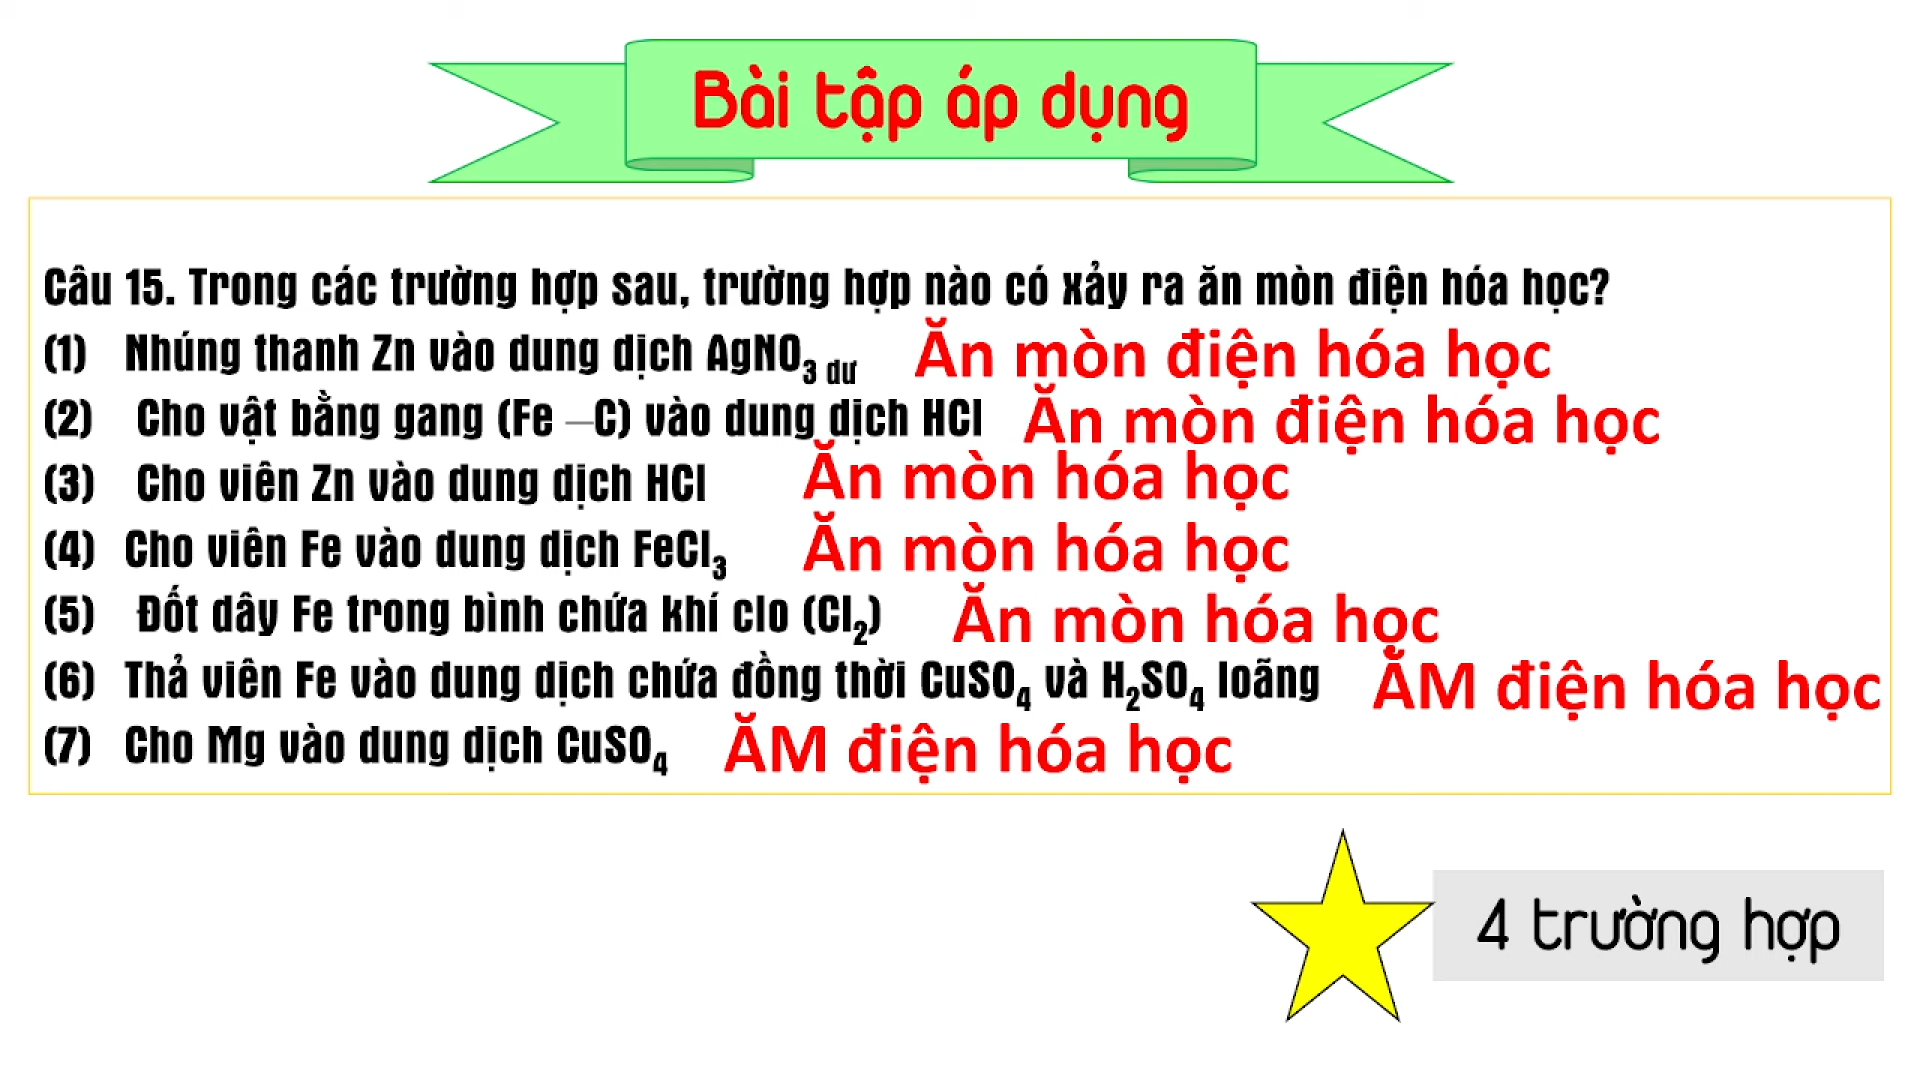 Bài tập áp dụng
Câu 15. Trong các trường hợp sau, trường hợp nào có xảy ra ăn mòn điện hóa học?
(1) Nhúng thanh Zn vào dung dịch AgNO₃ dư Ăn mòn điện hóa học
(2) Cho vật bằng gang (Fe –C) vào dung dịch HCl Ăn mòn điện hóa học
(3) Cho viên Zn vào dung dịch HCl Ăn mòn hóa học
(4) Cho viên Fe vào dung dịch FeCl₃ Ăn mòn hóa học
(5) Đốt dây Fe trong bình chứa khí clo (Cl₂) Ăn mòn hóa học
(6) Thả viên Fe vào dung dịch chứa đồng thời CuSO₄ và H₂SO₄ loãng ĂM điện hóa học
(7) Cho Mg vào dung dịch CuSO₄ ĂM điện hóa học
4 trường hợp